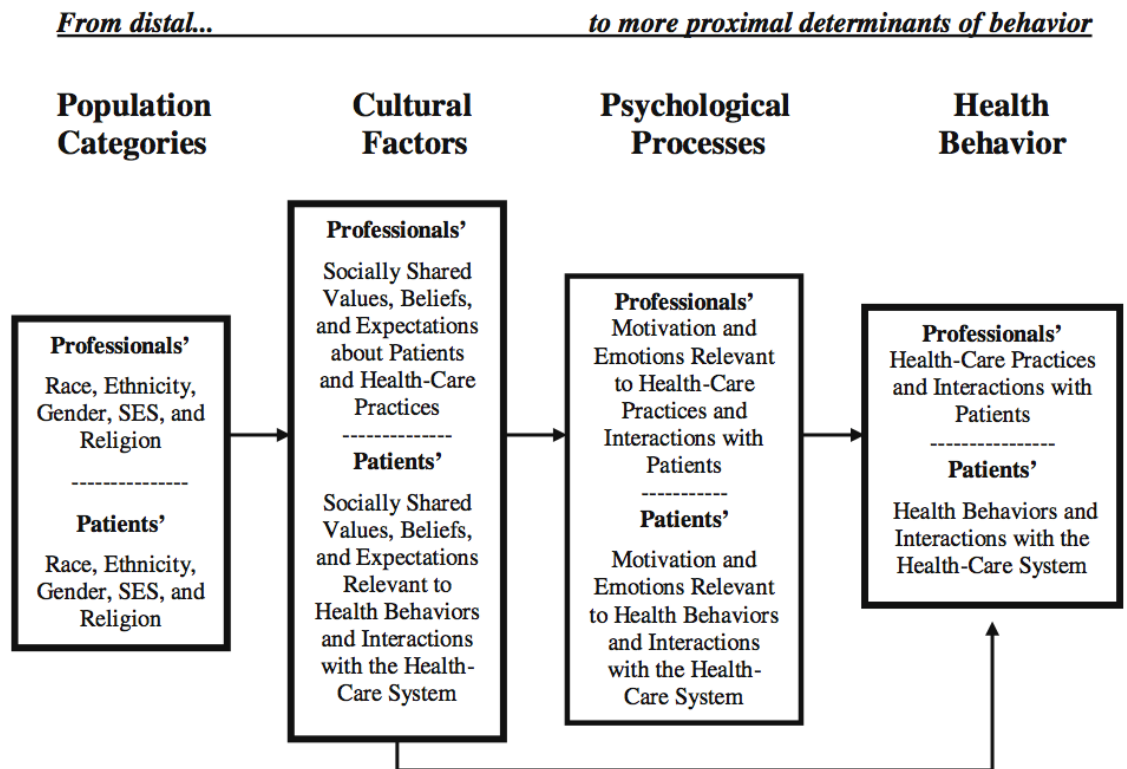 From distal... to more proximal determinants of behavior
Population
Categories
Cultural
Factors
Psychological
Processes
Health
Behavior
Professionals’
Race, Ethnicity,
Gender, SES, and
Religion
---------------
Patients’
Race, Ethnicity,
Gender, SES, and
Religion
Professionals’
Socially Shared
Values, Beliefs,
and Expectations
about Patients
and Health-Care
Practices
--------------
Patients’
Socially Shared
Values, Beliefs,
and Expectations
Relevant to
Health Behaviors
and Interactions
with the Health-
Care System
Professionals’
Motivation and
Emotions Relevant
to Health-Care
Practices and
Interactions with
Patients
-----------
Patients’
Motivation and
Emotions Relevant
to Health Behaviors
and Interactions
with the Health-
Care System
Professionals’
Health-Care Practices
and Interactions with
Patients
----------------
Patients’
Health Behaviors and
Interactions with the
Health-Care System